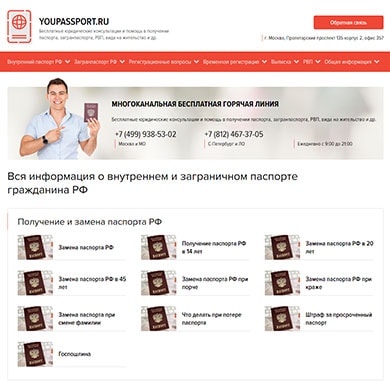 YOUPASSPORT.RU
Бесплатные юридические консультации и помощь в получении
паспорта, загранпаспорта, РВП, вида на жительство и др.
Обратная связь
г. Москва, Пролетарский проспект 135 корпус 2, офис 357
Внутренний паспорт РФ
Загранпаспорт РФ
Регистрационные вопросы
Временная регистрация
Выписка
РВП
Общая информация
МНОГОКАНАЛЬНАЯ БЕСПЛАТНАЯ ГОРЯЧАЯ ЛИНИЯ
Бесплатные юридические консультации и помощь в получении паспорта, загранпаспорта, РВП, вида на жительство и др.
+7 (499) 938-53-02
+7 (812) 467-37-05
Москва и МО
С-Петербург и ЛО
Ежедневно с 9:00 до 21:00
Вся информация о внутреннем и заграничном паспорте
гражданина РФ
Получение и замена паспорта РФ
Замена паспорта РФ
Получение паспорта РФ
в 14 лет
Замена паспорта РФ в 20
лет
Замена паспорта РФ в 45
лет
Замена паспорта РФ при
порче
Замена паспорта РФ при
краже
Замена паспорта при
смене фамилии
Что делать при потере
паспорта
Штраф за просроченный
паспорт
Госпошлина